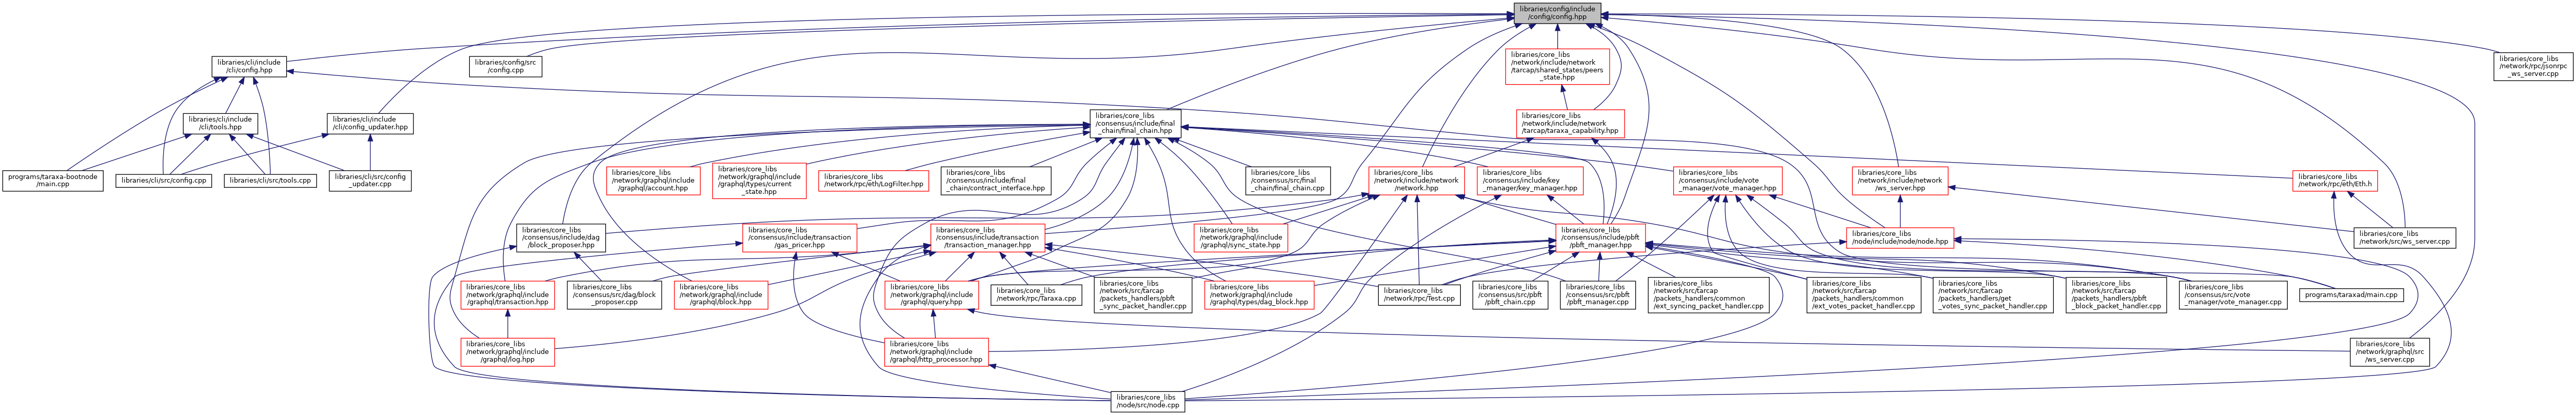 libraries/config/include
/config/config.hpp
libraries/cli/include
/cli/config.hpp
libraries/config/src
/config.cpp
libraries/core_libs
/network/include/network
/tarcap/shared_states/peers
_state.hpp
libraries/core_libs
/network/rpc/jsonrpc
_ws_server.cpp
libraries/cli/include
/cli/tools.hpp
libraries/cli/include
/cli/config_updater.hpp
libraries/core_libs
/consensus/include/final
_chain/final_chain.hpp
libraries/core_libs
/network/include/network
/tarcap/taraxa_capability.hpp
programs/taraxa-bootnode
/main.cpp
libraries/cli/src/config.cpp
libraries/cli/src/tools.cpp
libraries/cli/src/config
_updater.cpp
libraries/core_libs
/network/graphql/include
/graphql/account.hpp
libraries/core_libs
/network/graphql/include
/graphql/types/current
_state.hpp
libraries/core_libs
/network/rpc/eth/LogFilter.hpp
libraries/core_libs
/consensus/include/final
_chain/contract_interface.hpp
libraries/core_libs
/consensus/src/final
_chain/final_chain.cpp
libraries/core_libs
/network/include/network
/network.hpp
libraries/core_libs
/consensus/include/key
_manager/key_manager.hpp
libraries/core_libs
/consensus/include/vote
_manager/vote_manager.hpp
libraries/core_libs
/network/include/network
/ws_server.hpp
libraries/core_libs
/network/rpc/eth/Eth.h
libraries/core_libs
/consensus/include/dag
/block_proposer.hpp
libraries/core_libs
/consensus/include/transaction
/gas_pricer.hpp
libraries/core_libs
/consensus/include/transaction
/transaction_manager.hpp
libraries/core_libs
/network/graphql/include
/graphql/sync_state.hpp
libraries/core_libs
/consensus/include/pbft
/pbft_manager.hpp
libraries/core_libs
/node/include/node/node.hpp
libraries/core_libs
/network/src/ws_server.cpp
libraries/core_libs
/network/graphql/include
/graphql/transaction.hpp
libraries/core_libs
/consensus/src/dag/block
_proposer.cpp
libraries/core_libs
/network/graphql/include
/graphql/block.hpp
libraries/core_libs
/network/graphql/include
/graphql/query.hpp
libraries/core_libs
/network/rpc/Taraxa.cpp
libraries/core_libs
/network/src/tarcap
/packets_handlers/pbft
_sync_packet_handler.cpp
libraries/core_libs
/network/graphql/include
/graphql/types/dag_block.hpp
libraries/core_libs
/network/rpc/Test.cpp
libraries/core_libs
/consensus/src/pbft
/pbft_chain.cpp
libraries/core_libs
/consensus/src/pbft
/pbft_manager.cpp
libraries/core_libs
/network/src/tarcap
/packets_handlers/common
/ext_syncing_packet_handler.cpp
libraries/core_libs
/network/src/tarcap
/packets_handlers/common
/ext_votes_packet_handler.cpp
libraries/core_libs
/network/src/tarcap
/packets_handlers/get
_votes_sync_packet_handler.cpp
libraries/core_libs
/network/src/tarcap
/packets_handlers/pbft
_block_packet_handler.cpp
libraries/core_libs
/consensus/src/vote
_manager/vote_manager.cpp
programs/taraxad/main.cpp
libraries/core_libs
/network/graphql/include
/graphql/log.hpp
libraries/core_libs
/network/graphql/include
/graphql/http_processor.hpp
libraries/core_libs
/network/graphql/src
/ws_server.cpp
libraries/core_libs
/node/src/node.cpp